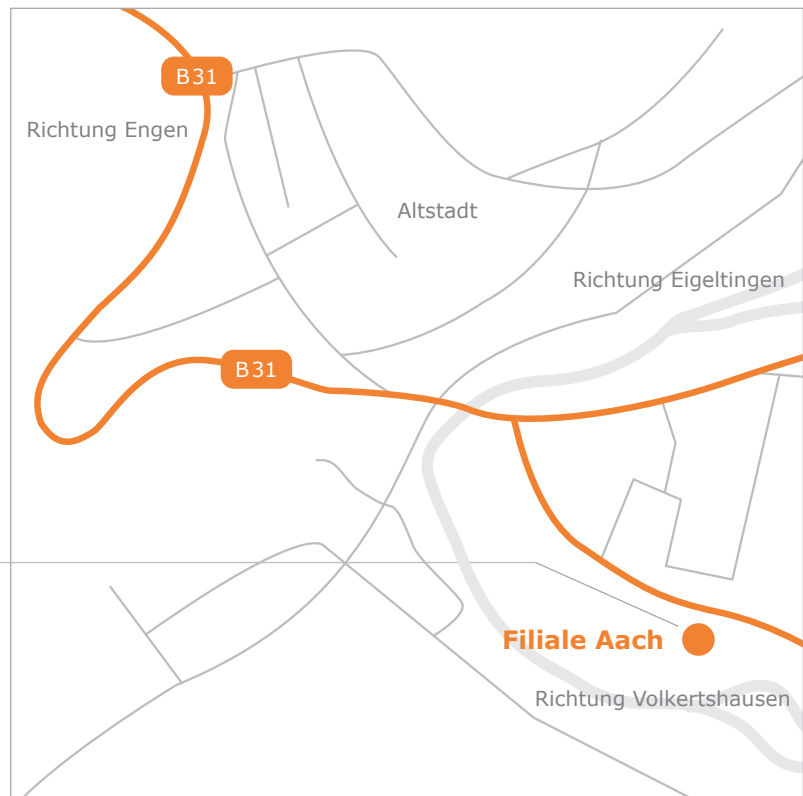 B31
Richtung Engen
Altstadt
Richtung Eigeltingen
B31
Filiale Aach
Richtung Volkertshausen